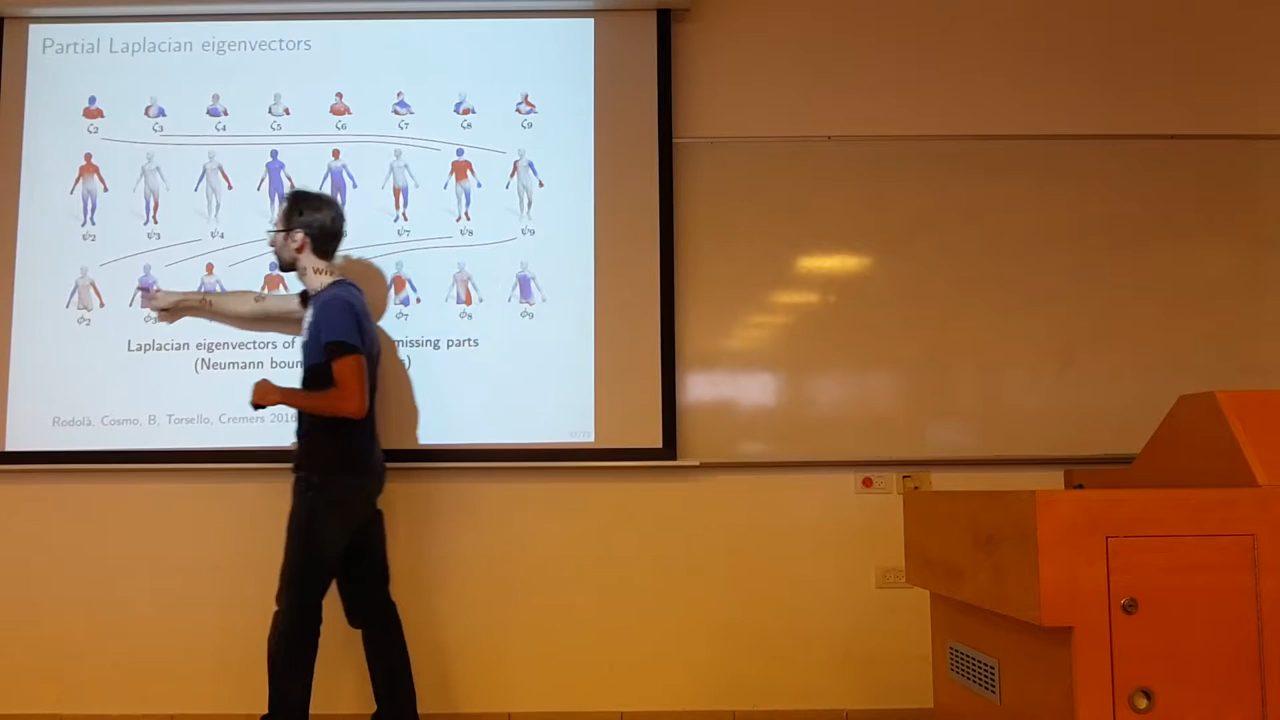 Partial Laplacian eigenvectors
ζ2 ζ3 ζ4 ζ5 ζ6 ζ7 ζ8 ζ9
ψ2 ψ3 ψ4 ψ7 ψ8 ψ9
ϕ2 ϕ3 ϕ7 ϕ8 ϕ9
Laplacian eigenvectors of missing parts
(Neumann boun
Rodolà, Cosmo, B, Torsello, Cremers 2016